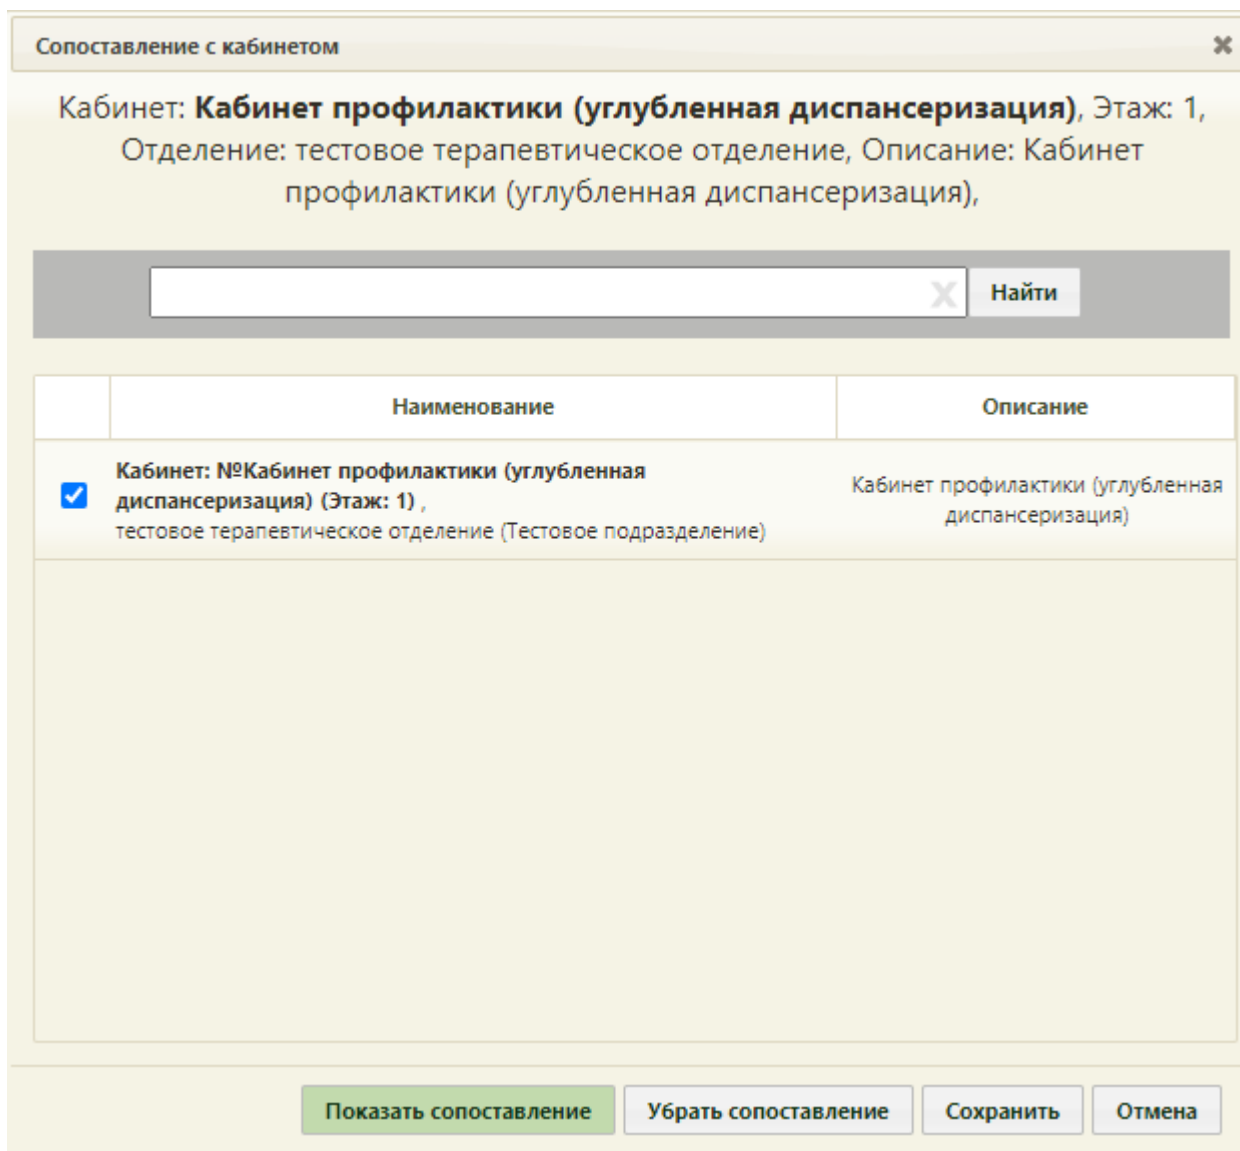 Сопоставление с кабинетом
Кабинет: Кабинет профилактики (углубленная диспансеризация), Этаж: 1,
Отделение: тестовое терапевтическое отделение, Описание: Кабинет
профилактики (углубленная диспансеризация),
Найти
Наименование
Описание
Кабинет: №Кабинет профилактики (углубленная
диспансеризация) (Этаж: 1) ,
тестовое терапевтическое отделение (Тестовое подразделение)
Кабинет профилактики (углубленная
диспансеризация)
Показать сопоставление
Убрать сопоставление
Сохранить
Отмена